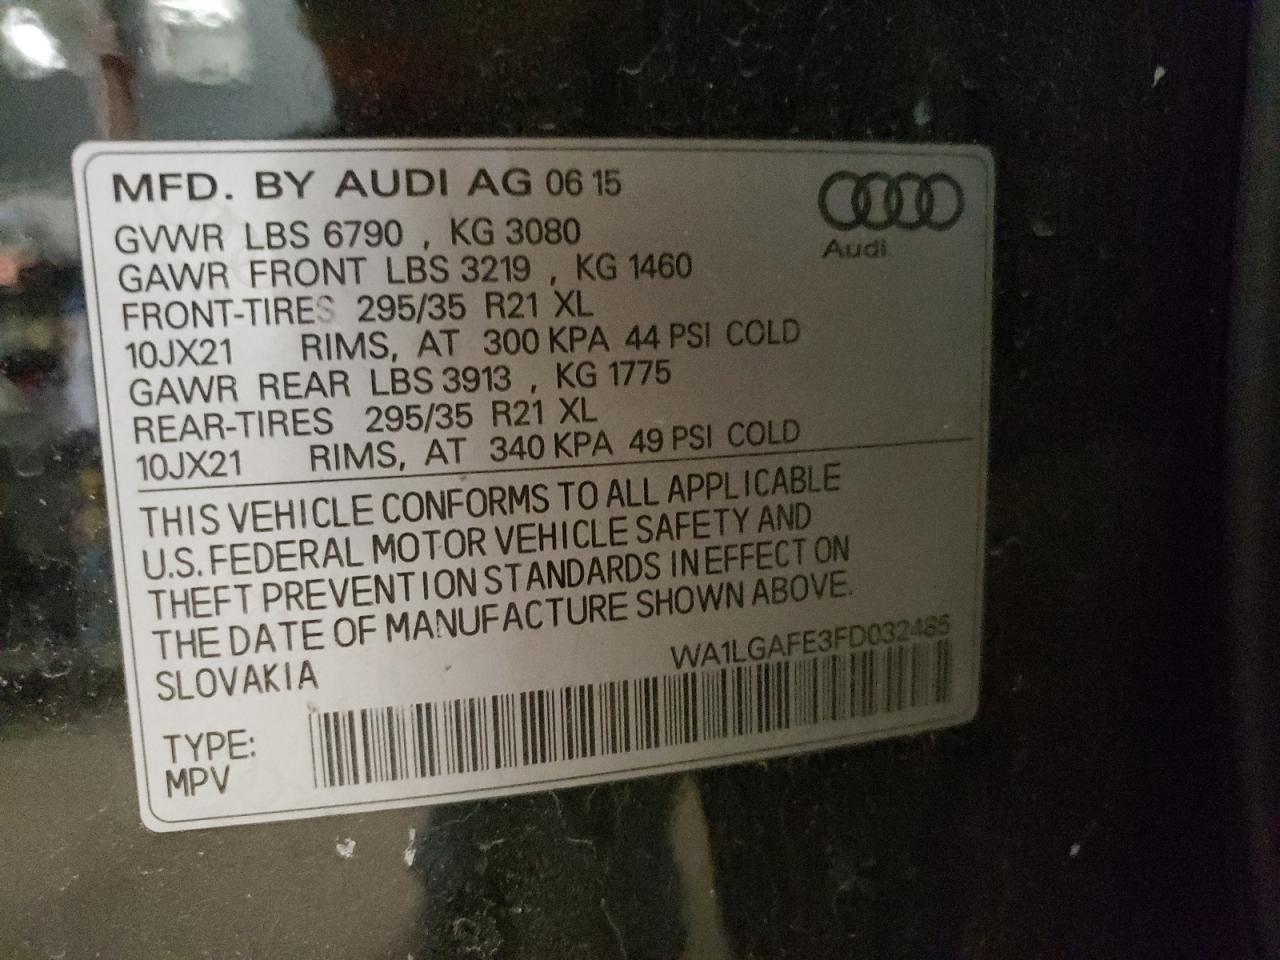 MFD. BY AUDI AG 06 15
Audi
GVWR LBS 6790 , KG 3080
GAWR FRONT LBS 3219 , KG 1460
FRONT-TIRES 295/35 R21 XL
10JX21 RIMS, AT 300 KPA 44 PSI COLD
GAWR REAR LBS 3913 , KG 1775
REAR-TIRES 295/35 R21 XL
10JX21 RIMS, AT 340 KPA 49 PSI COLD
THIS VEHICLE CONFORMS TO ALL APPLICABLE
U.S. FEDERAL MOTOR VEHICLE SAFETY AND
THEFT PREVENTION STANDARDS IN EFFECT ON
THE DATE OF MANUFACTURE SHOWN ABOVE.
SLOVAKIA
WA1LGAFE3FD032485
TYPE:
MPV